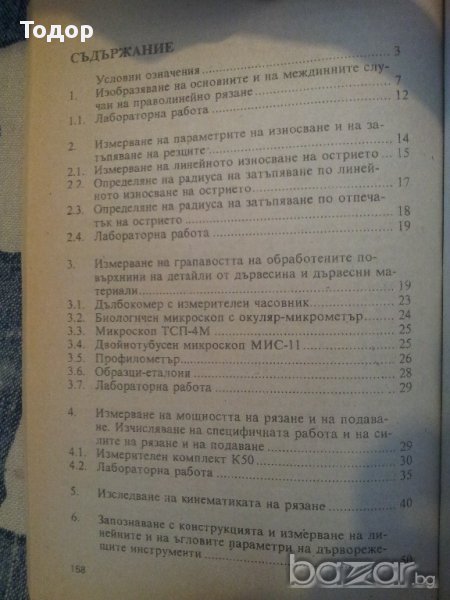 Тодор
СЪДЪРЖАНИЕ
Условни означения 3
1. Изобразяване на основните и на междинните слу-
чаи на праволинейно рязане 7
1.1. Лабораторна работа 12
2. Измерване на параметрите на износване и на за-
тъпяване на резците 14
2.1. Измерване на линейното износване на острието 15
2.2. Определяне на радиуса на затъпяване по линей-
ното износване на острието 17
2.3. Определяне на радиуса на затъпяване по отпеча-
тък на острието 18
2.4. Лабораторна работа 19
3. Измерване на грапавостта на обработените по-
върхнини на детайли от дървесина и дървесни ма-
териали 19
3.1. Дълбокомер с измерителен часовник 23
3.2. Биологичен микроскоп с окуляр-микрометър 24
3.3. Микроскоп ТСП-4М 25
3.4. Двойнотубусен микроскоп МИС-11 25
3.5. Профилометър 26
3.6. Образци-еталони 28
3.7. Лабораторна работа 29
4. Измерване на мощността на рязане и на подава-
не. Изчисляване на специфичната работа и на си-
лите на рязане и на подаване 29
4.1. Измерителен комплект К50 30
4.2. Лабораторна работа 35
5. Изследване на кинематиката на рязане 40
6. Запознаване с конструкцията и измерване на ли-
нейните и на ъгловите параметри на дървореже-
щите инструменти 50
158
bazar.bg